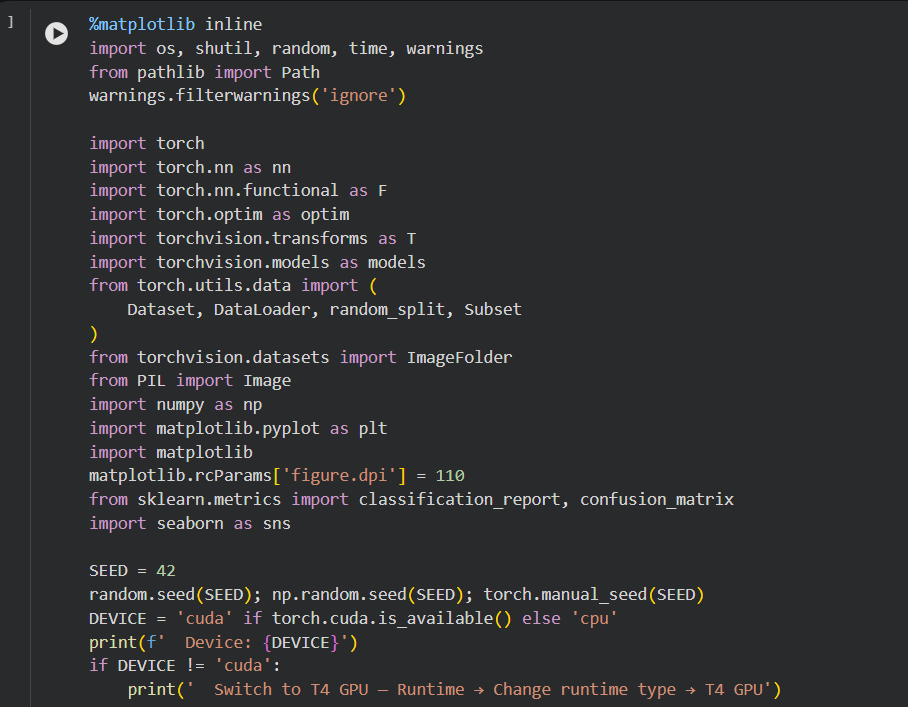 ]
%matplotlib inline
import os, shutil, random, time, warnings
from pathlib import Path
warnings.filterwarnings('ignore')
import torch
import torch.nn as nn
import torch.nn.functional as F
import torch.optim as optim
import torchvision.transforms as T
import torchvision.models as models
from torch.utils.data import (
    Dataset, DataLoader, random_split, Subset
)
from torchvision.datasets import ImageFolder
from PIL import Image
import numpy as np
import matplotlib.pyplot as plt
import matplotlib
matplotlib.rcParams['figure.dpi'] = 110
from sklearn.metrics import classification_report, confusion_matrix
import seaborn as sns
SEED = 42
random.seed(SEED); np.random.seed(SEED); torch.manual_seed(SEED)
DEVICE = 'cuda' if torch.cuda.is_available() else 'cpu'
print(f'  Device: {DEVICE}')
if DEVICE != 'cuda':
    print('  Switch to T4 GPU — Runtime → Change runtime type → T4 GPU')